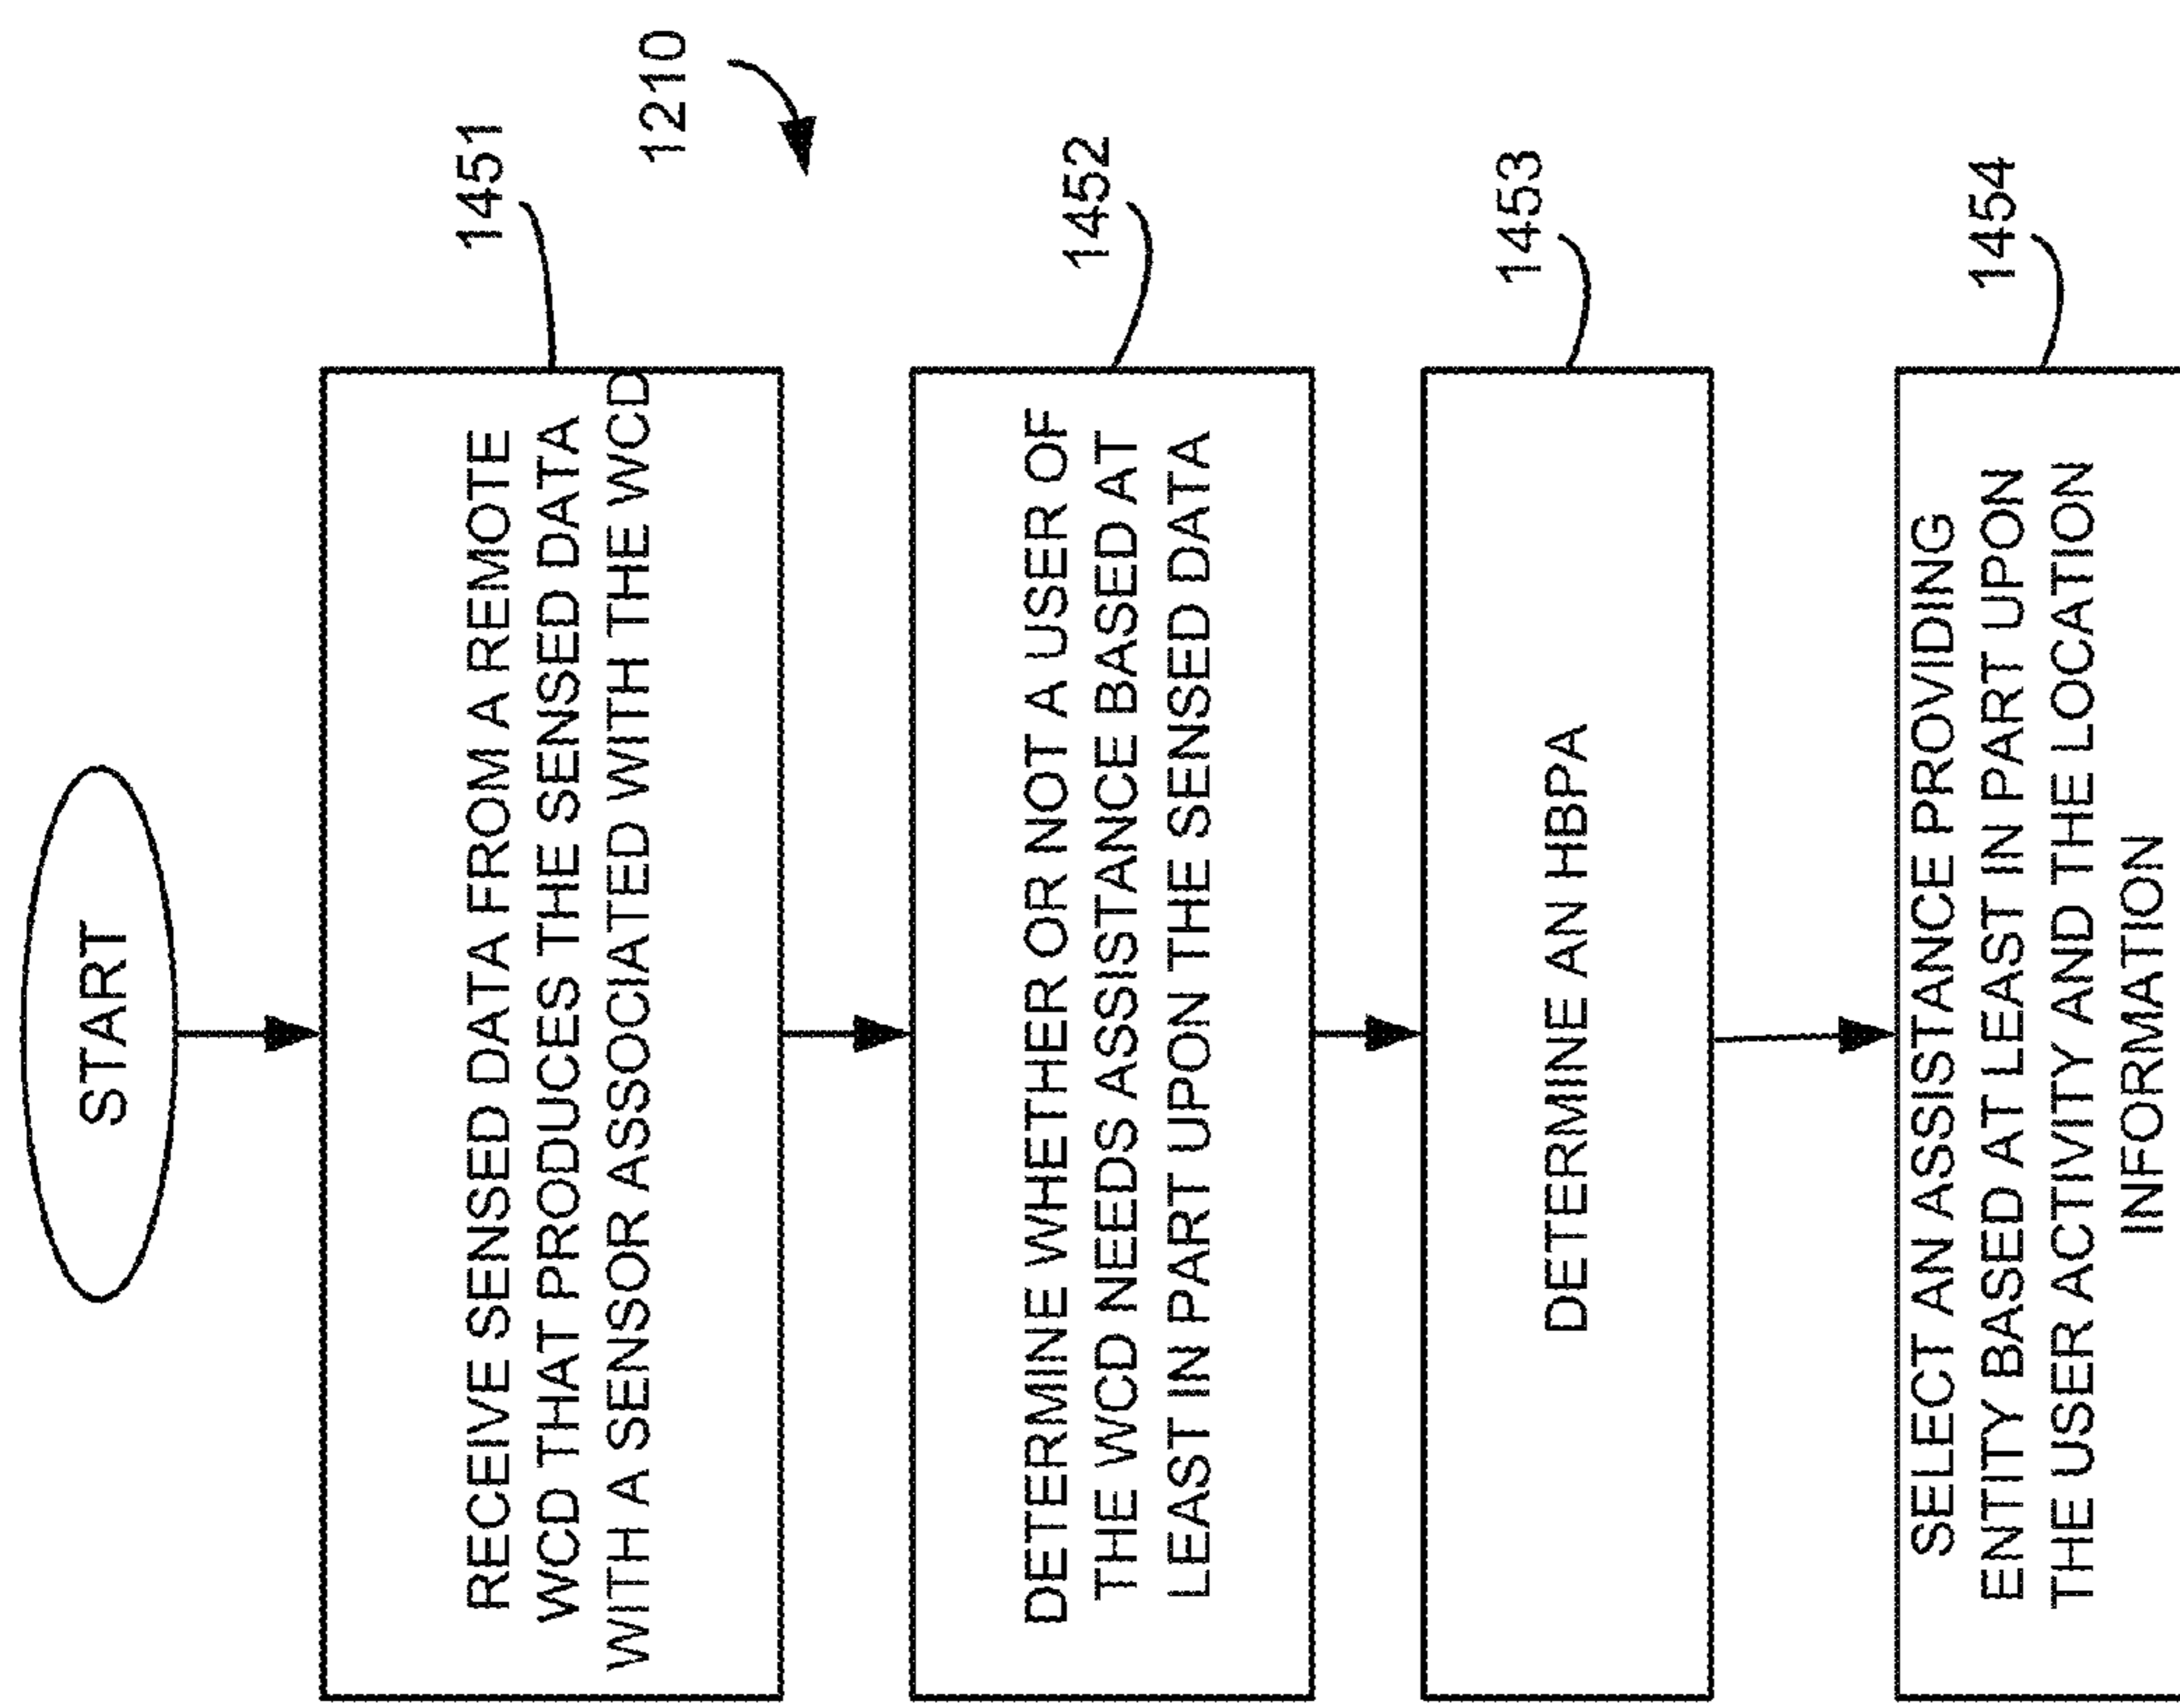 START
1210
1451
RECEIVE SENSED DATA FROM A REMOTE
WCD THAT PRODUCES THE SENSED DATA
WITH A SENSOR ASSOCIATED WITH THE WCD
1452
DETERMINE WHETHER OR NOT A USER OF
THE WCD NEEDS ASSISTANCE BASED AT
LEAST IN PART UPON THE SENSED DATA
1453
DETERMINE AN HBPA
1454
SELECT AN ASSISTANCE PROVIDING
ENTITY BASED AT LEAST IN PART UPON
THE USER ACTIVITY AND THE LOCATION
INFORMATION